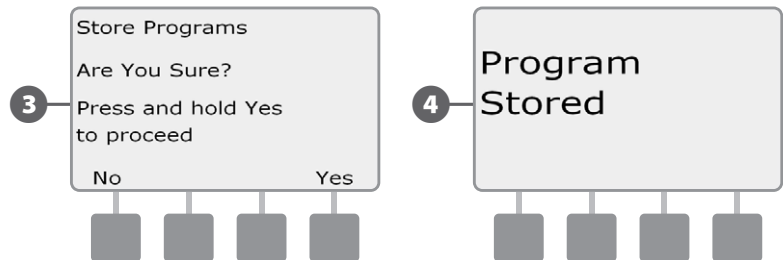 3
Store Programs
Are You Sure?
Press and hold Yes
to proceed
No Yes
4
Program
Stored